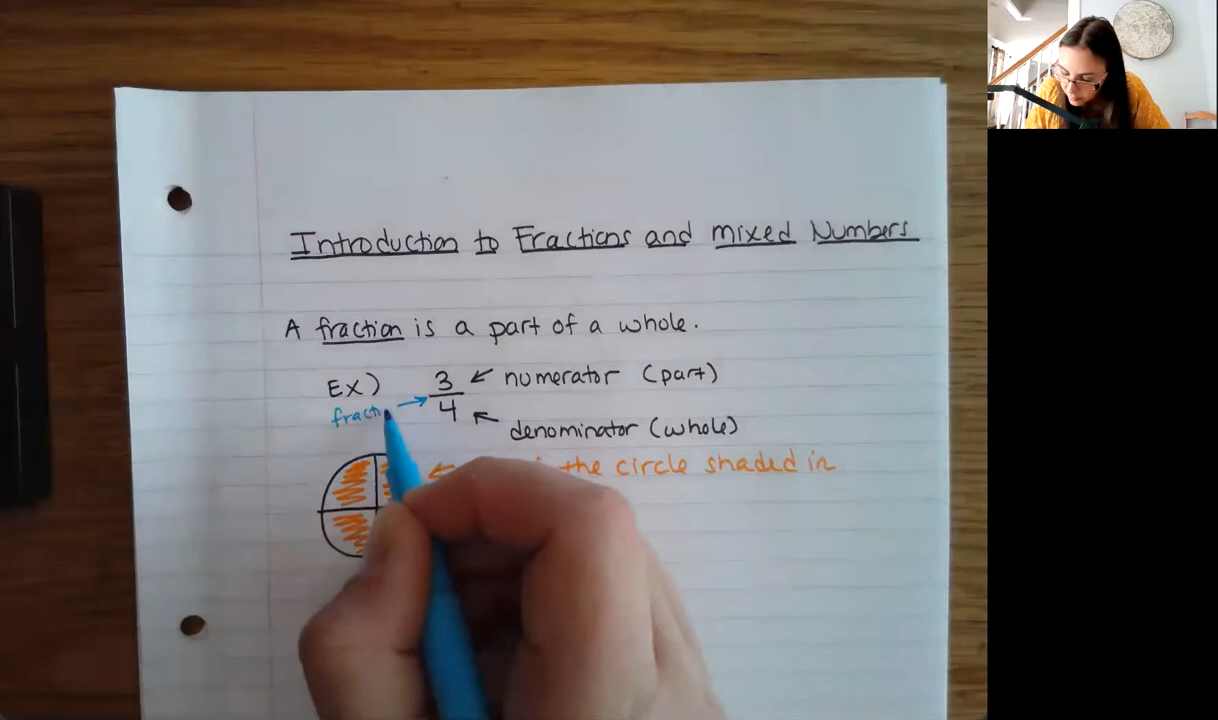 Introduction to Fractions and mixed Numbers
A fraction is a part of a whole.
Ex) 3 ← numerator (part)
fracti → 4 ← denominator (whole)
← the circle shaded in